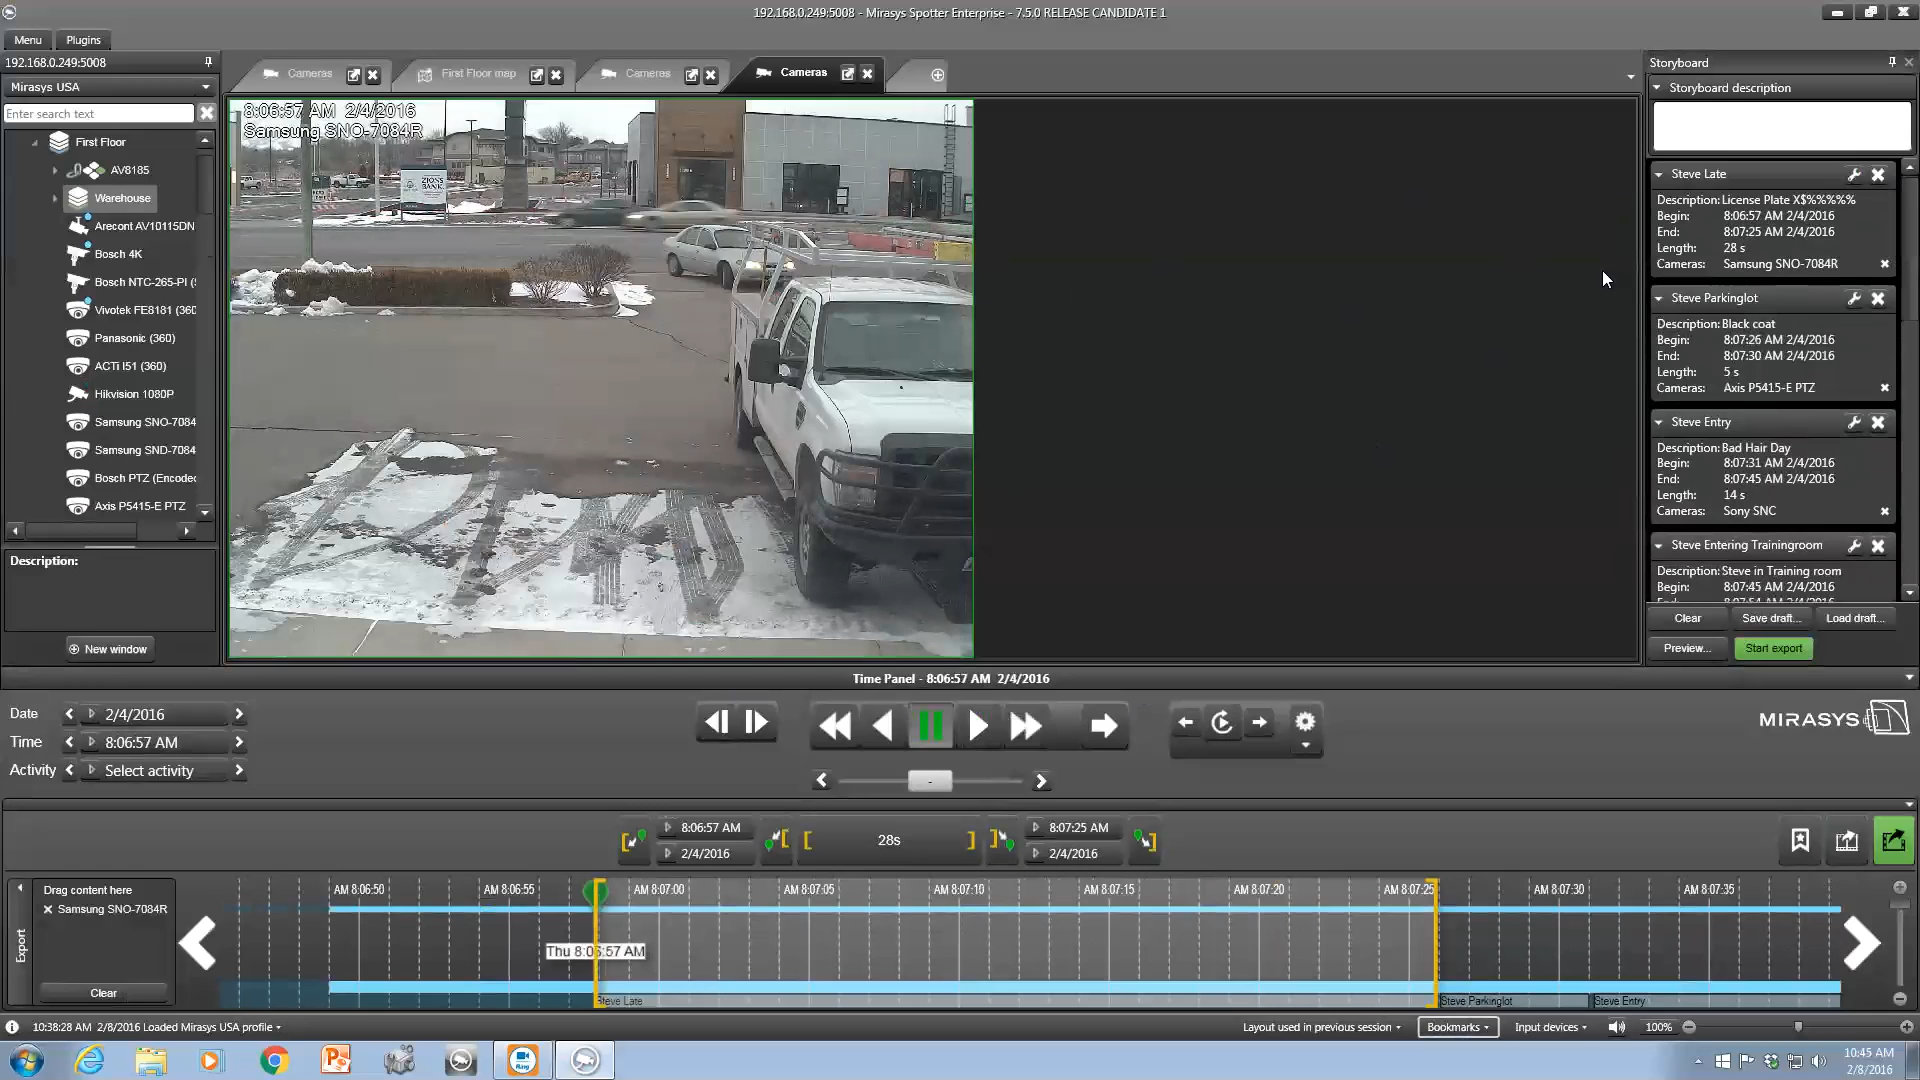 192.168.0.249:5008 - Mirasys Spotter Enterprise - 7.5.0 RELEASE CANDIDATE 1
Menu
Plugins
192.168.0.249:5008
Mirasys USA
Enter search text
First Floor
AV8185
Warehouse
Arecont AV10115DN
Bosch 4K
Bosch NTC-265-PI (
Vivotek FE8181 (360
Panasonic (360)
ACTi I51 (360)
Hikvision 1080P
Samsung SNO-7084
Samsung SND-7084
Bosch PTZ (Encode
Axis P5415-E PTZ
Description:
New window
Cameras
First Floor map
Cameras
Cameras
8:06:57 AM 2/4/2016
Samsung SNO-7084R
ZIONS
BANK
Storyboard
Storyboard description
Steve Late
Description: License Plate X$%%%%%
Begin: 8:06:57 AM 2/4/2016
End: 8:07:25 AM 2/4/2016
Length: 28 s
Cameras: Samsung SNO-7084R
Steve Parkinglot
Description: Black coat
Begin: 8:07:26 AM 2/4/2016
End: 8:07:30 AM 2/4/2016
Length: 5 s
Cameras: Axis P5415-E PTZ
Steve Entry
Description: Bad Hair Day
Begin: 8:07:31 AM 2/4/2016
End: 8:07:45 AM 2/4/2016
Length: 14 s
Cameras: Sony SNC
Steve Entering Trainingroom
Description: Steve in Training room
Begin: 8:07:45 AM 2/4/2016
Clear
Save draft...
Load draft...
Preview...
Start export
Time Panel - 8:06:57 AM 2/4/2016
Date 2/4/2016
Time 8:06:57 AM
Activity Select activity
MIRASYS
8:06:57 AM
2/4/2016
28s
8:07:25 AM
2/4/2016
Export
Drag content here
Samsung SNO-7084R
Clear
AM 8:06:50
AM 8:06:55
AM 8:07:00
AM 8:07:05
AM 8:07:10
AM 8:07:15
AM 8:07:20
AM 8:07:25
AM 8:07:30
AM 8:07:35
Thu 8:06:57 AM
Steve Late
Steve Parkinglot
Steve Entry
10:38:28 AM 2/8/2016 Loaded Mirasys USA profile
Layout used in previous session
Bookmarks
Input devices
100%
10:45 AM
2/8/2016